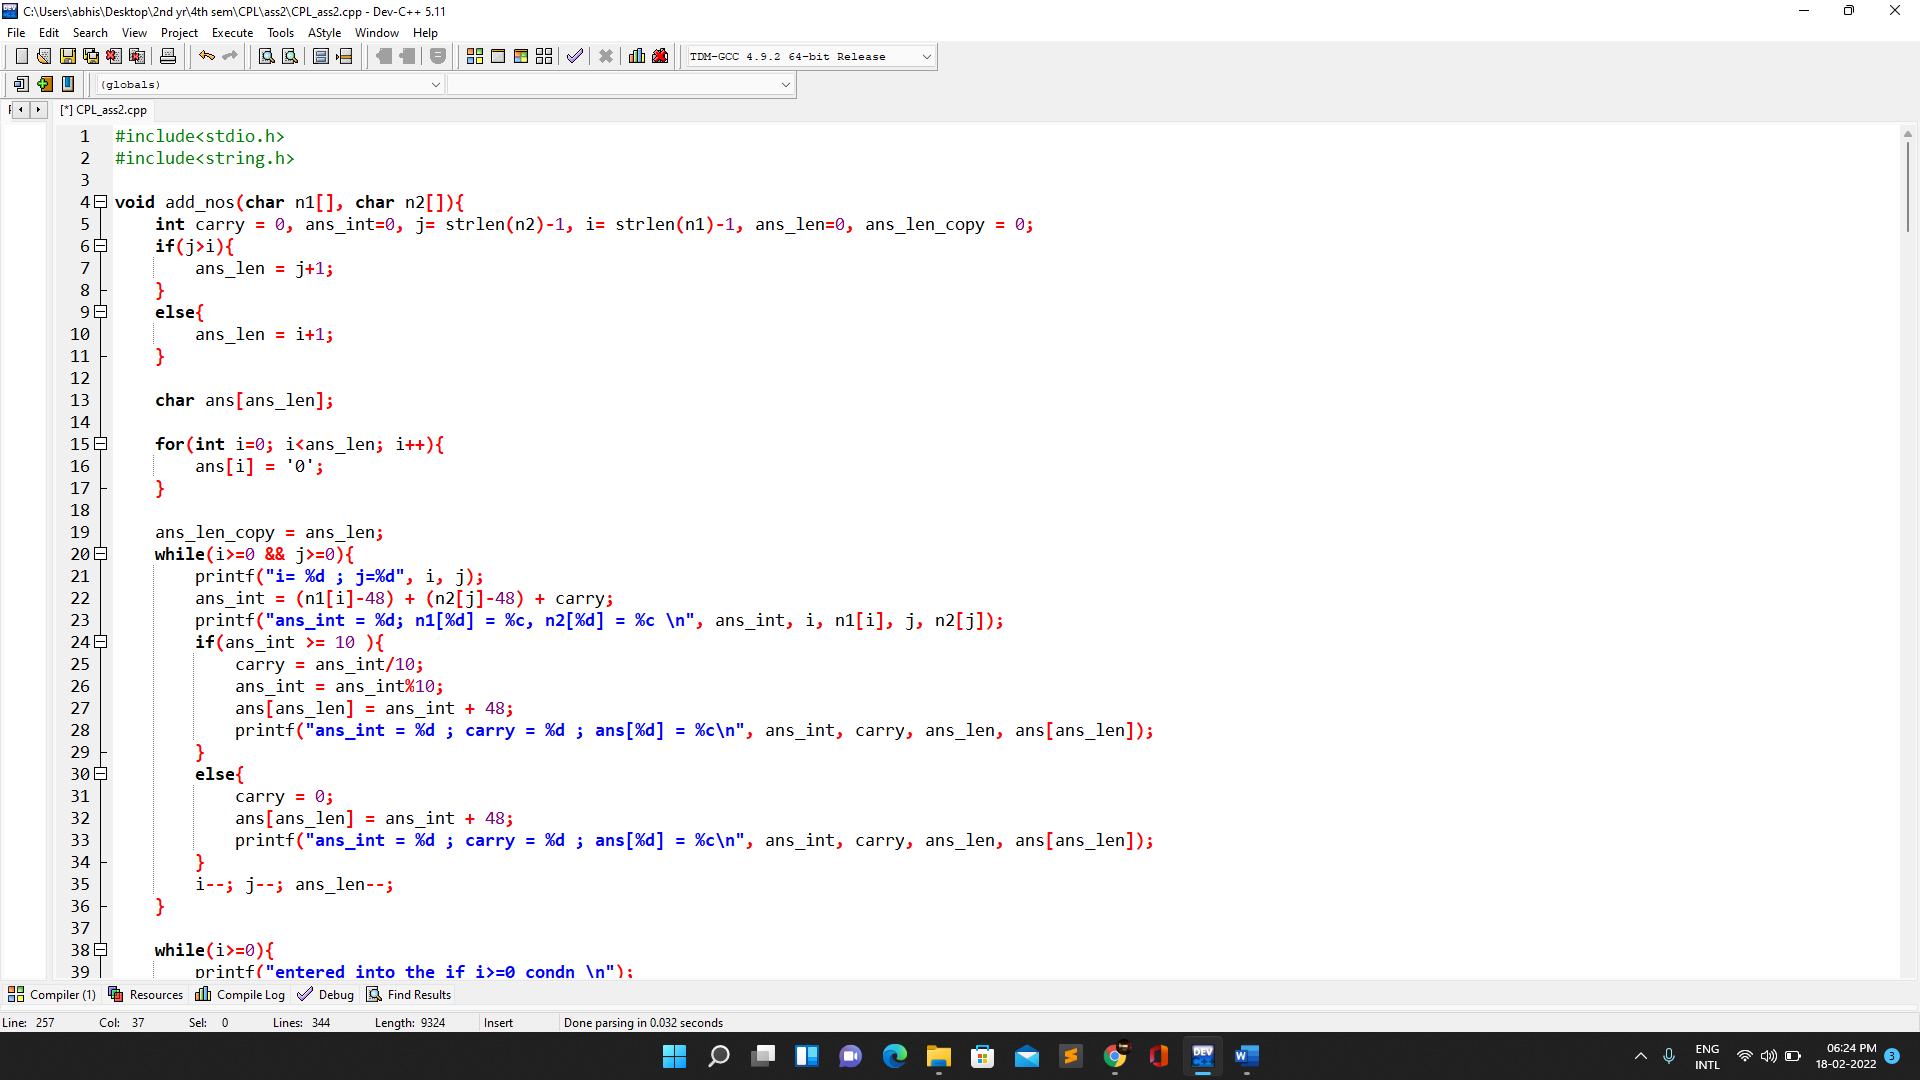 C:\Users\abhis\Desktop\2nd yr\4th sem\CPL\ass2\CPL_ass2.cpp - Dev-C++ 5.11
File Edit Search View Project Execute Tools AStyle Window Help
TDM-GCC 4.9.2 64-bit Release
(globals)
[*] CPL_ass2.cpp
1 #include<stdio.h>
2 #include<string.h>
3
4 void add_nos(char n1[], char n2[]){
5 int carry = 0, ans_int=0, j= strlen(n2)-1, i= strlen(n1)-1, ans_len=0, ans_len_copy = 0;
6 if(j>i){
7 ans_len = j+1;
8 }
9 else{
10 ans_len = i+1;
11 }
12
13 char ans[ans_len];
14
15 for(int i=0; i<ans_len; i++){
16 ans[i] = '0';
17 }
18
19 ans_len_copy = ans_len;
20 while(i>=0 && j>=0){
21 printf("i= %d ; j=%d", i, j);
22 ans_int = (n1[i]-48) + (n2[j]-48) + carry;
23 printf("ans_int = %d; n1[%d] = %c, n2[%d] = %c \n", ans_int, i, n1[i], j, n2[j]);
24 if(ans_int >= 10 ){
25 carry = ans_int/10;
26 ans_int = ans_int%10;
27 ans[ans_len] = ans_int + 48;
28 printf("ans_int = %d ; carry = %d ; ans[%d] = %c\n", ans_int, carry, ans_len, ans[ans_len]);
29 }
30 else{
31 carry = 0;
32 ans[ans_len] = ans_int + 48;
33 printf("ans_int = %d ; carry = %d ; ans[%d] = %c\n", ans_int, carry, ans_len, ans[ans_len]);
34 }
35 i--; j--; ans_len--;
36 }
37
38 while(i>=0){
39 printf("entered into the if i>=0 condn \n");
Compiler (1) Resources Compile Log Debug Find Results
Line: 257 Col: 37 Sel: 0 Lines: 344 Length: 9324 Insert Done parsing in 0.032 seconds
DEV
W
ENG
INTL
06:24 PM
18-02-2022
3